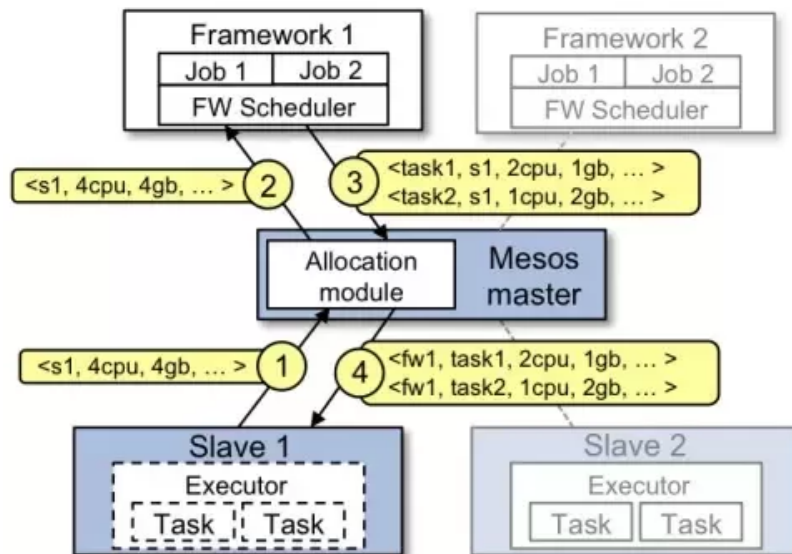 Framework 1
Job 1 Job 2
FW Scheduler
Framework 2
Job 1 Job 2
FW Scheduler
<s1, 4cpu, 4gb, … >
2
3
<task1, s1, 2cpu, 1gb, … >
<task2, s1, 1cpu, 2gb, … >
Allocation
module
Mesos
master
<s1, 4cpu, 4gb, … >
1
4
<fw1, task1, 2cpu, 1gb, … >
<fw1, task2, 1cpu, 2gb, … >
Slave 1
Executor
Task Task
Slave 2
Executor
Task Task